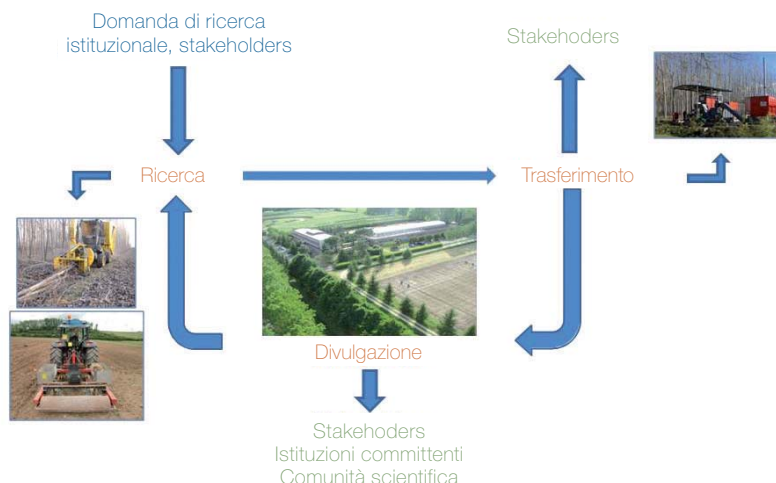 Domanda di ricerca
istituzionale, stakeholders
Stakehoders
Ricerca
Trasferimento
Divulgazione
Stakehoders
Istituzioni committenti
Comunità scientifica